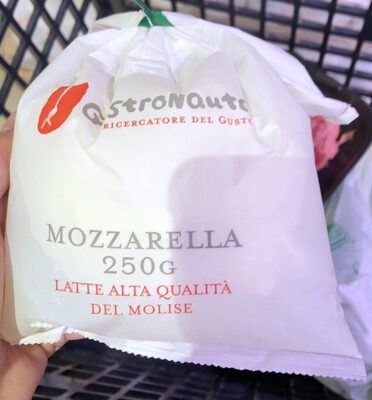 Gastronauta
RICERCATORE DEL GUSTO
MOZZARELLA
250G
LATTE ALTA QUALITÀ
DEL MOLISE